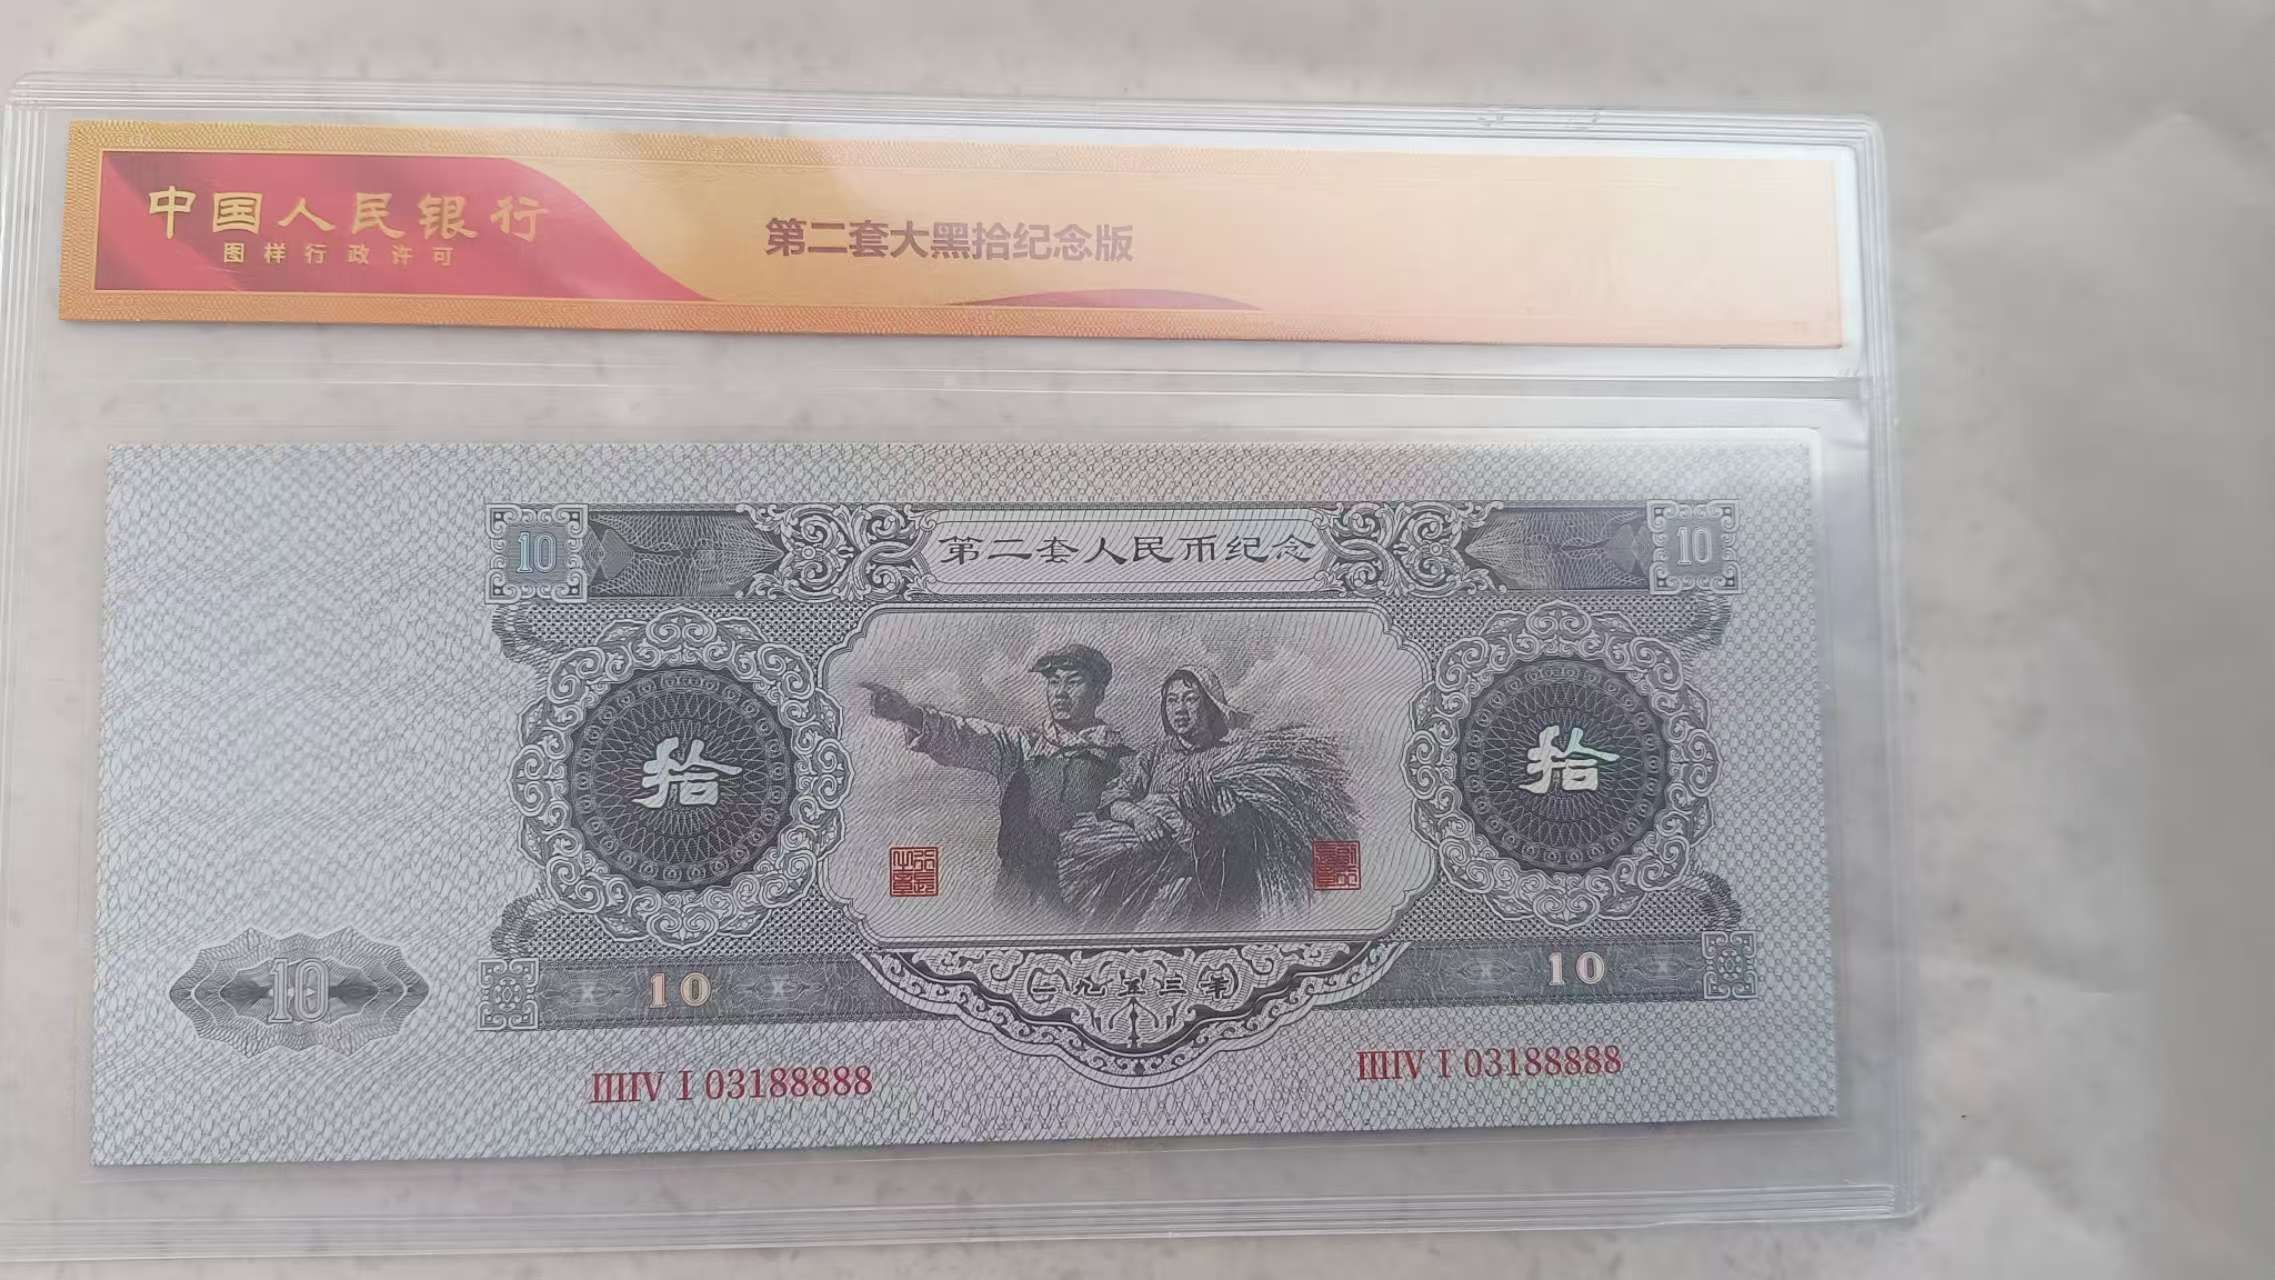 中国人民银行
图样行政许可
第二套大黑拾纪念版
10
第二套人民币纪念
10
拾
拾
10
10
一九五三年
10
ⅢⅣ Ⅰ 03188888
ⅢⅣ Ⅰ 03188888